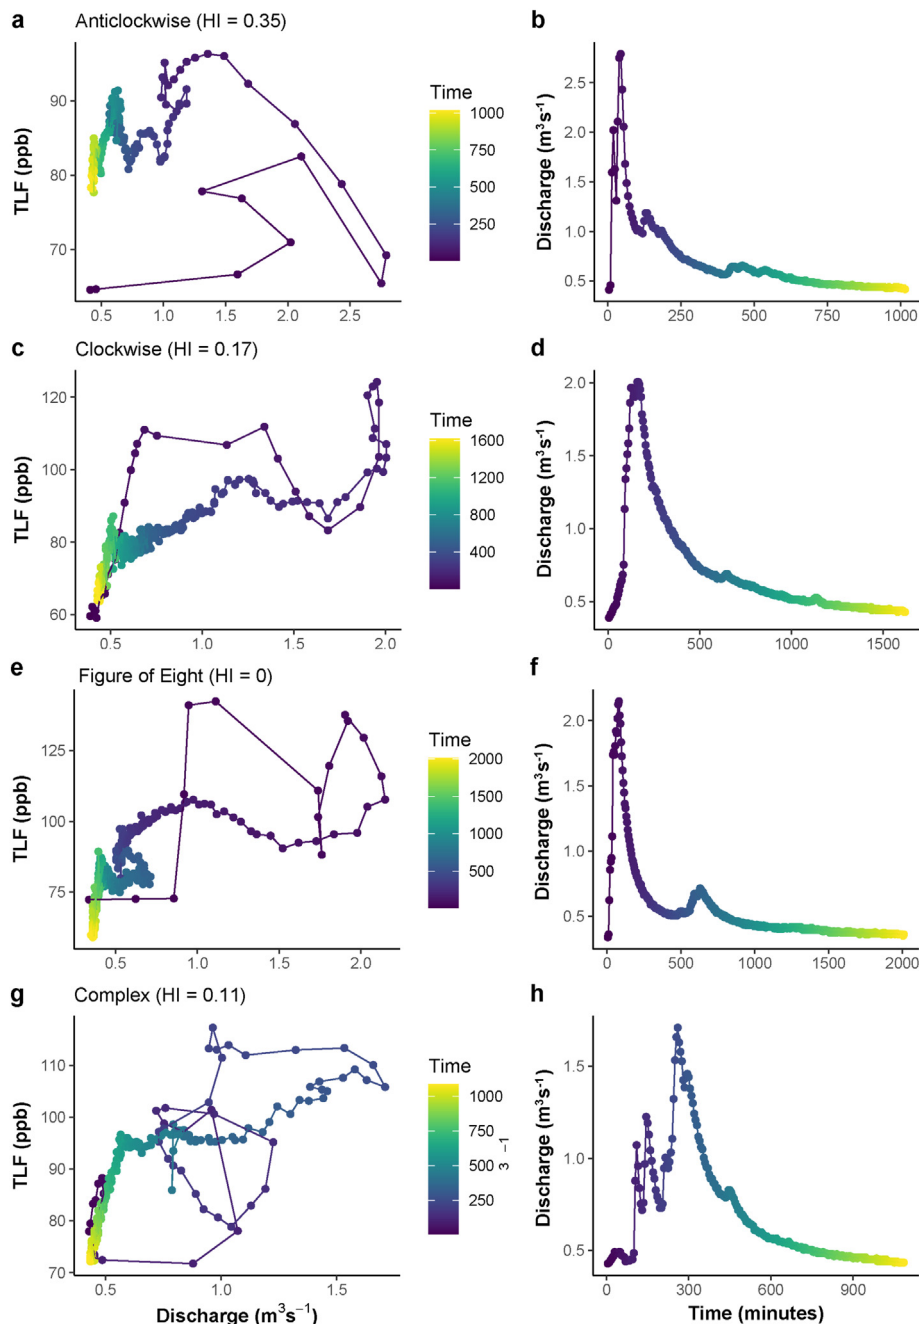 a Anticlockwise (HI = 0.35)
b
TLF (ppb)
90
80
70
0.5 1.0 1.5 2.0 2.5
Time
1000
750
500
250
Discharge (m³s⁻¹)
2.5
2.0
1.5
1.0
0.5
0 250 500 750 1000
c Clockwise (HI = 0.17)
d
TLF (ppb)
120
100
80
60
0.5 1.0 1.5 2.0
Time
1600
1200
800
400
Discharge (m³s⁻¹)
2.0
1.5
1.0
0.5
0 500 1000 1500
e Figure of Eight (HI = 0)
f
TLF (ppb)
125
100
75
0.5 1.0 1.5 2.0
Time
2000
1500
1000
500
Discharge (m³s⁻¹)
2.0
1.5
1.0
0.5
0 500 1000 1500 2000
g Complex (HI = 0.11)
h
TLF (ppb)
110
100
90
80
70
0.5 1.0 1.5
Discharge (m³s⁻¹)
Time
1000
750
500
250
3 −1
Discharge (m³s⁻¹)
1.5
1.0
0.5
0 300 600 900
Time (minutes)